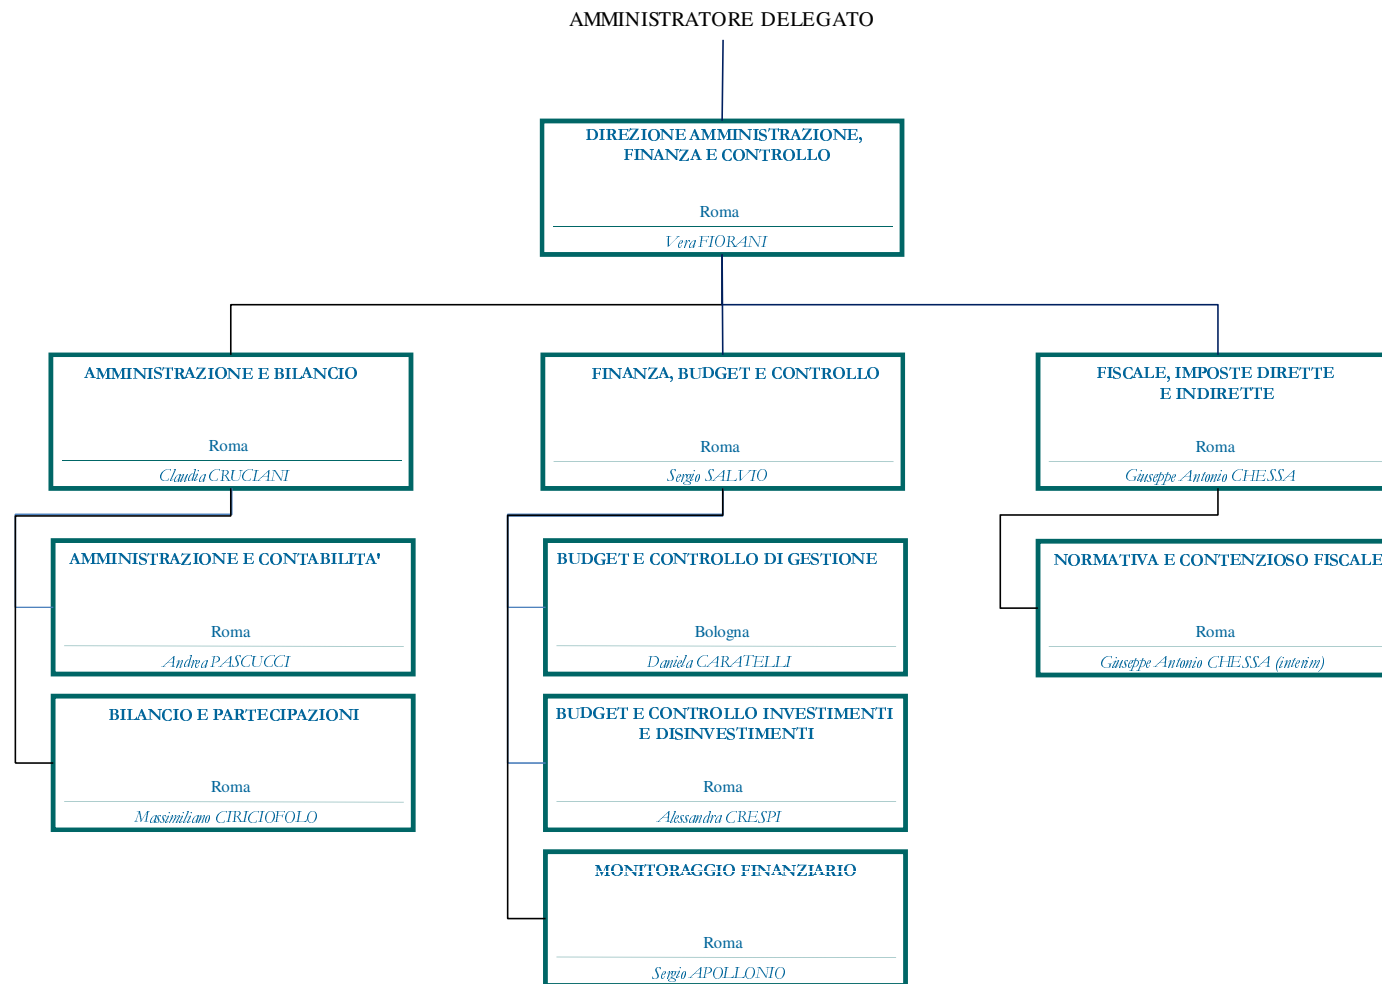 AMMINISTRATORE DELEGATO
DIREZIONE AMMINISTRAZIONE,
FINANZA E CONTROLLO
Roma
Vera FIORANI
AMMINISTRAZIONE E BILANCIO
Roma
Claudia CRUCIANI
FINANZA, BUDGET E CONTROLLO
Roma
Sergio SALVIO
FISCALE, IMPOSTE DIRETTE
E INDIRETTE
Roma
Giuseppe Antonio CHESSA
AMMINISTRAZIONE E CONTABILITA'
Roma
Andrea PASCUCCI
BUDGET E CONTROLLO DI GESTIONE
Bologna
Daniela CARATELLI
NORMATIVA E CONTENZIOSO FISCALE
Roma
Giuseppe Antonio CHESSA (interim)
BILANCIO E PARTECIPAZIONI
Roma
Massimiliano CIRICIOFOLO
BUDGET E CONTROLLO INVESTIMENTI
E DISINVESTIMENTI
Roma
Alessandra CRESPI
MONITORAGGIO FINANZIARIO
Roma
Sergio APOLLONIO